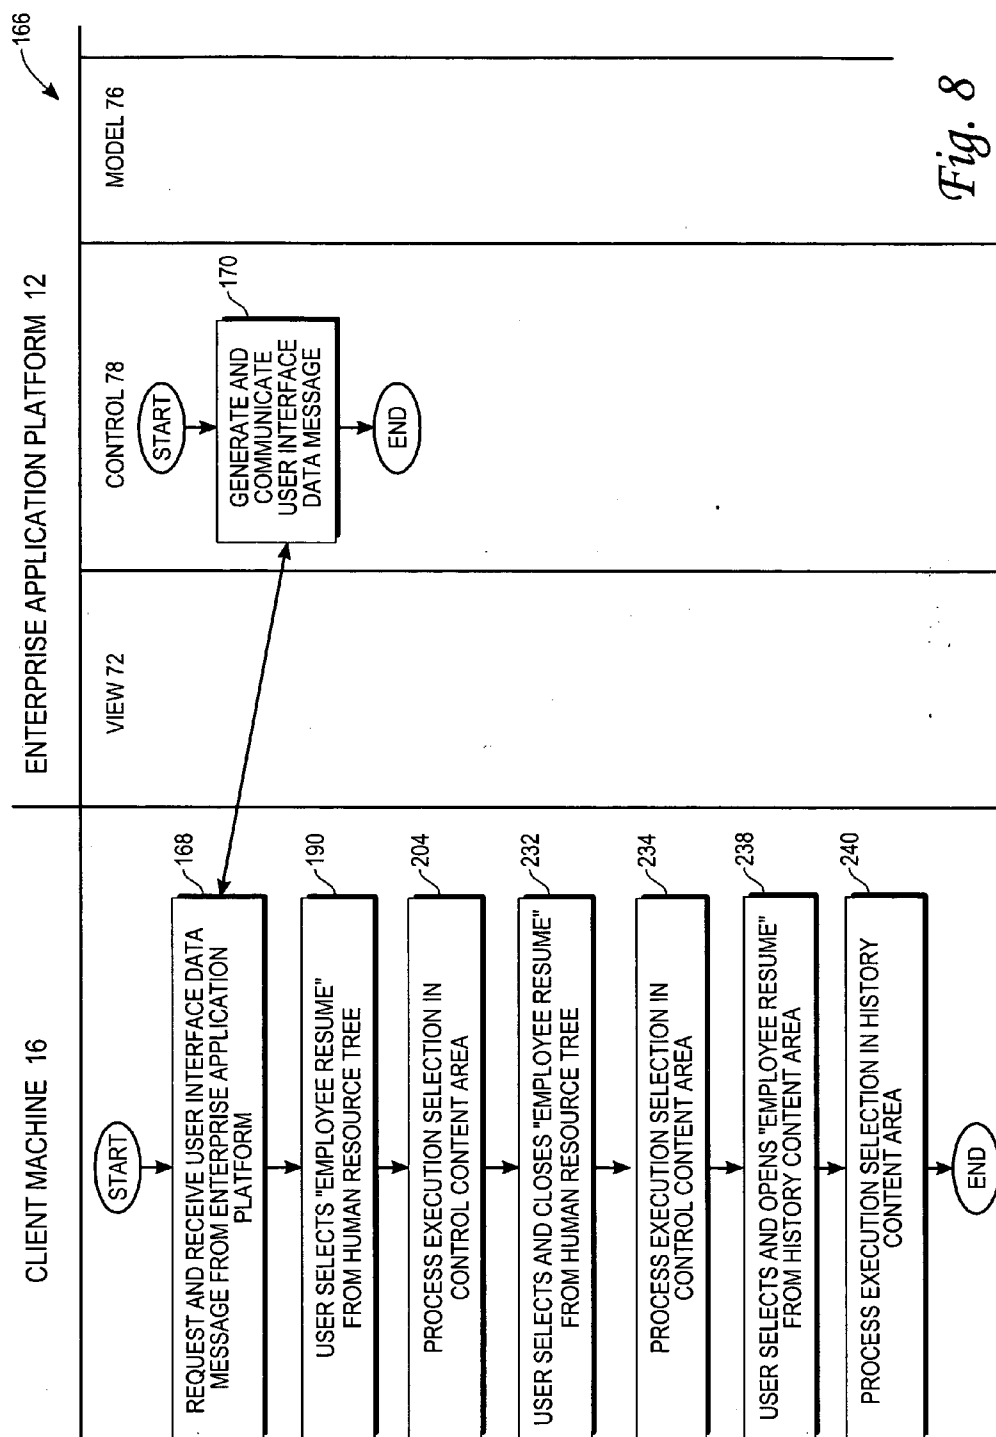 166
CLIENT MACHINE 16
ENTERPRISE APPLICATION PLATFORM 12
VIEW 72
CONTROL 78
MODEL 76
START
168
REQUEST AND RECEIVE USER INTERFACE DATA
MESSAGE FROM ENTERPRISE APPLICATION
PLATFORM
190
USER SELECTS "EMPLOYEE RESUME"
FROM HUMAN RESOURCE TREE
204
PROCESS EXECUTION SELECTION IN
CONTROL CONTENT AREA
232
USER SELECTS AND CLOSES "EMPLOYEE RESUME"
FROM HUMAN RESOURCE TREE
234
PROCESS EXECUTION SELECTION IN
CONTROL CONTENT AREA
238
USER SELECTS AND OPENS "EMPLOYEE RESUME"
FROM HISTORY CONTENT AREA
240
PROCESS EXECUTION SELECTION IN HISTORY
CONTENT AREA
END
START
170
GENERATE AND
COMMUNICATE
USER INTERFACE
DATA MESSAGE
END
Fig. 8